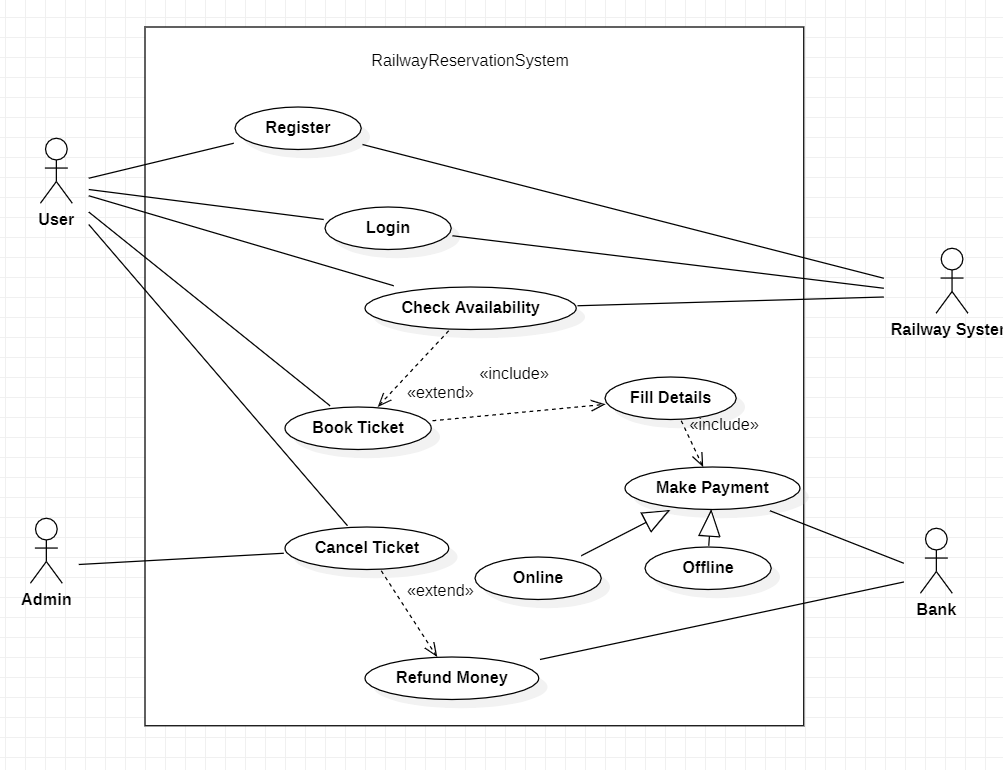 RailwayReservationSystem
Register
User
Login
Check Availability
Railway Syster
«include»
«extend»
Fill Details
Book Ticket
«include»
Make Payment
Cancel Ticket
Online
Offline
«extend»
Admin
Bank
Refund Money